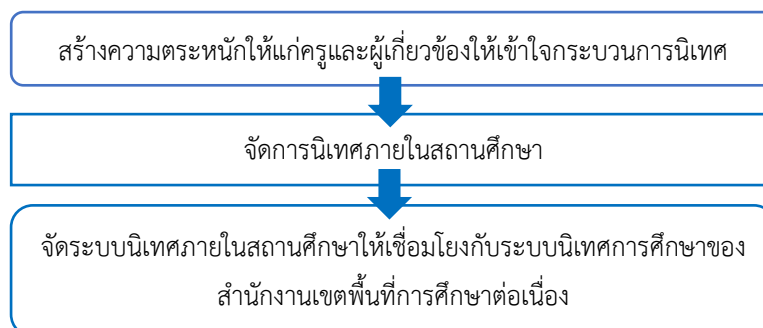 สร้างความตระหนักให้แก่ครูและผู้เกี่ยวข้องให้เข้าใจกระบวนการนิเทศ
จัดการนิเทศภายในสถานศึกษา
จัดระบบนิเทศภายในสถานศึกษาให้เชื่อมโยงกับระบบนิเทศการศึกษาของ
สำนักงานเขตพื้นที่การศึกษาต่อเนื่อง